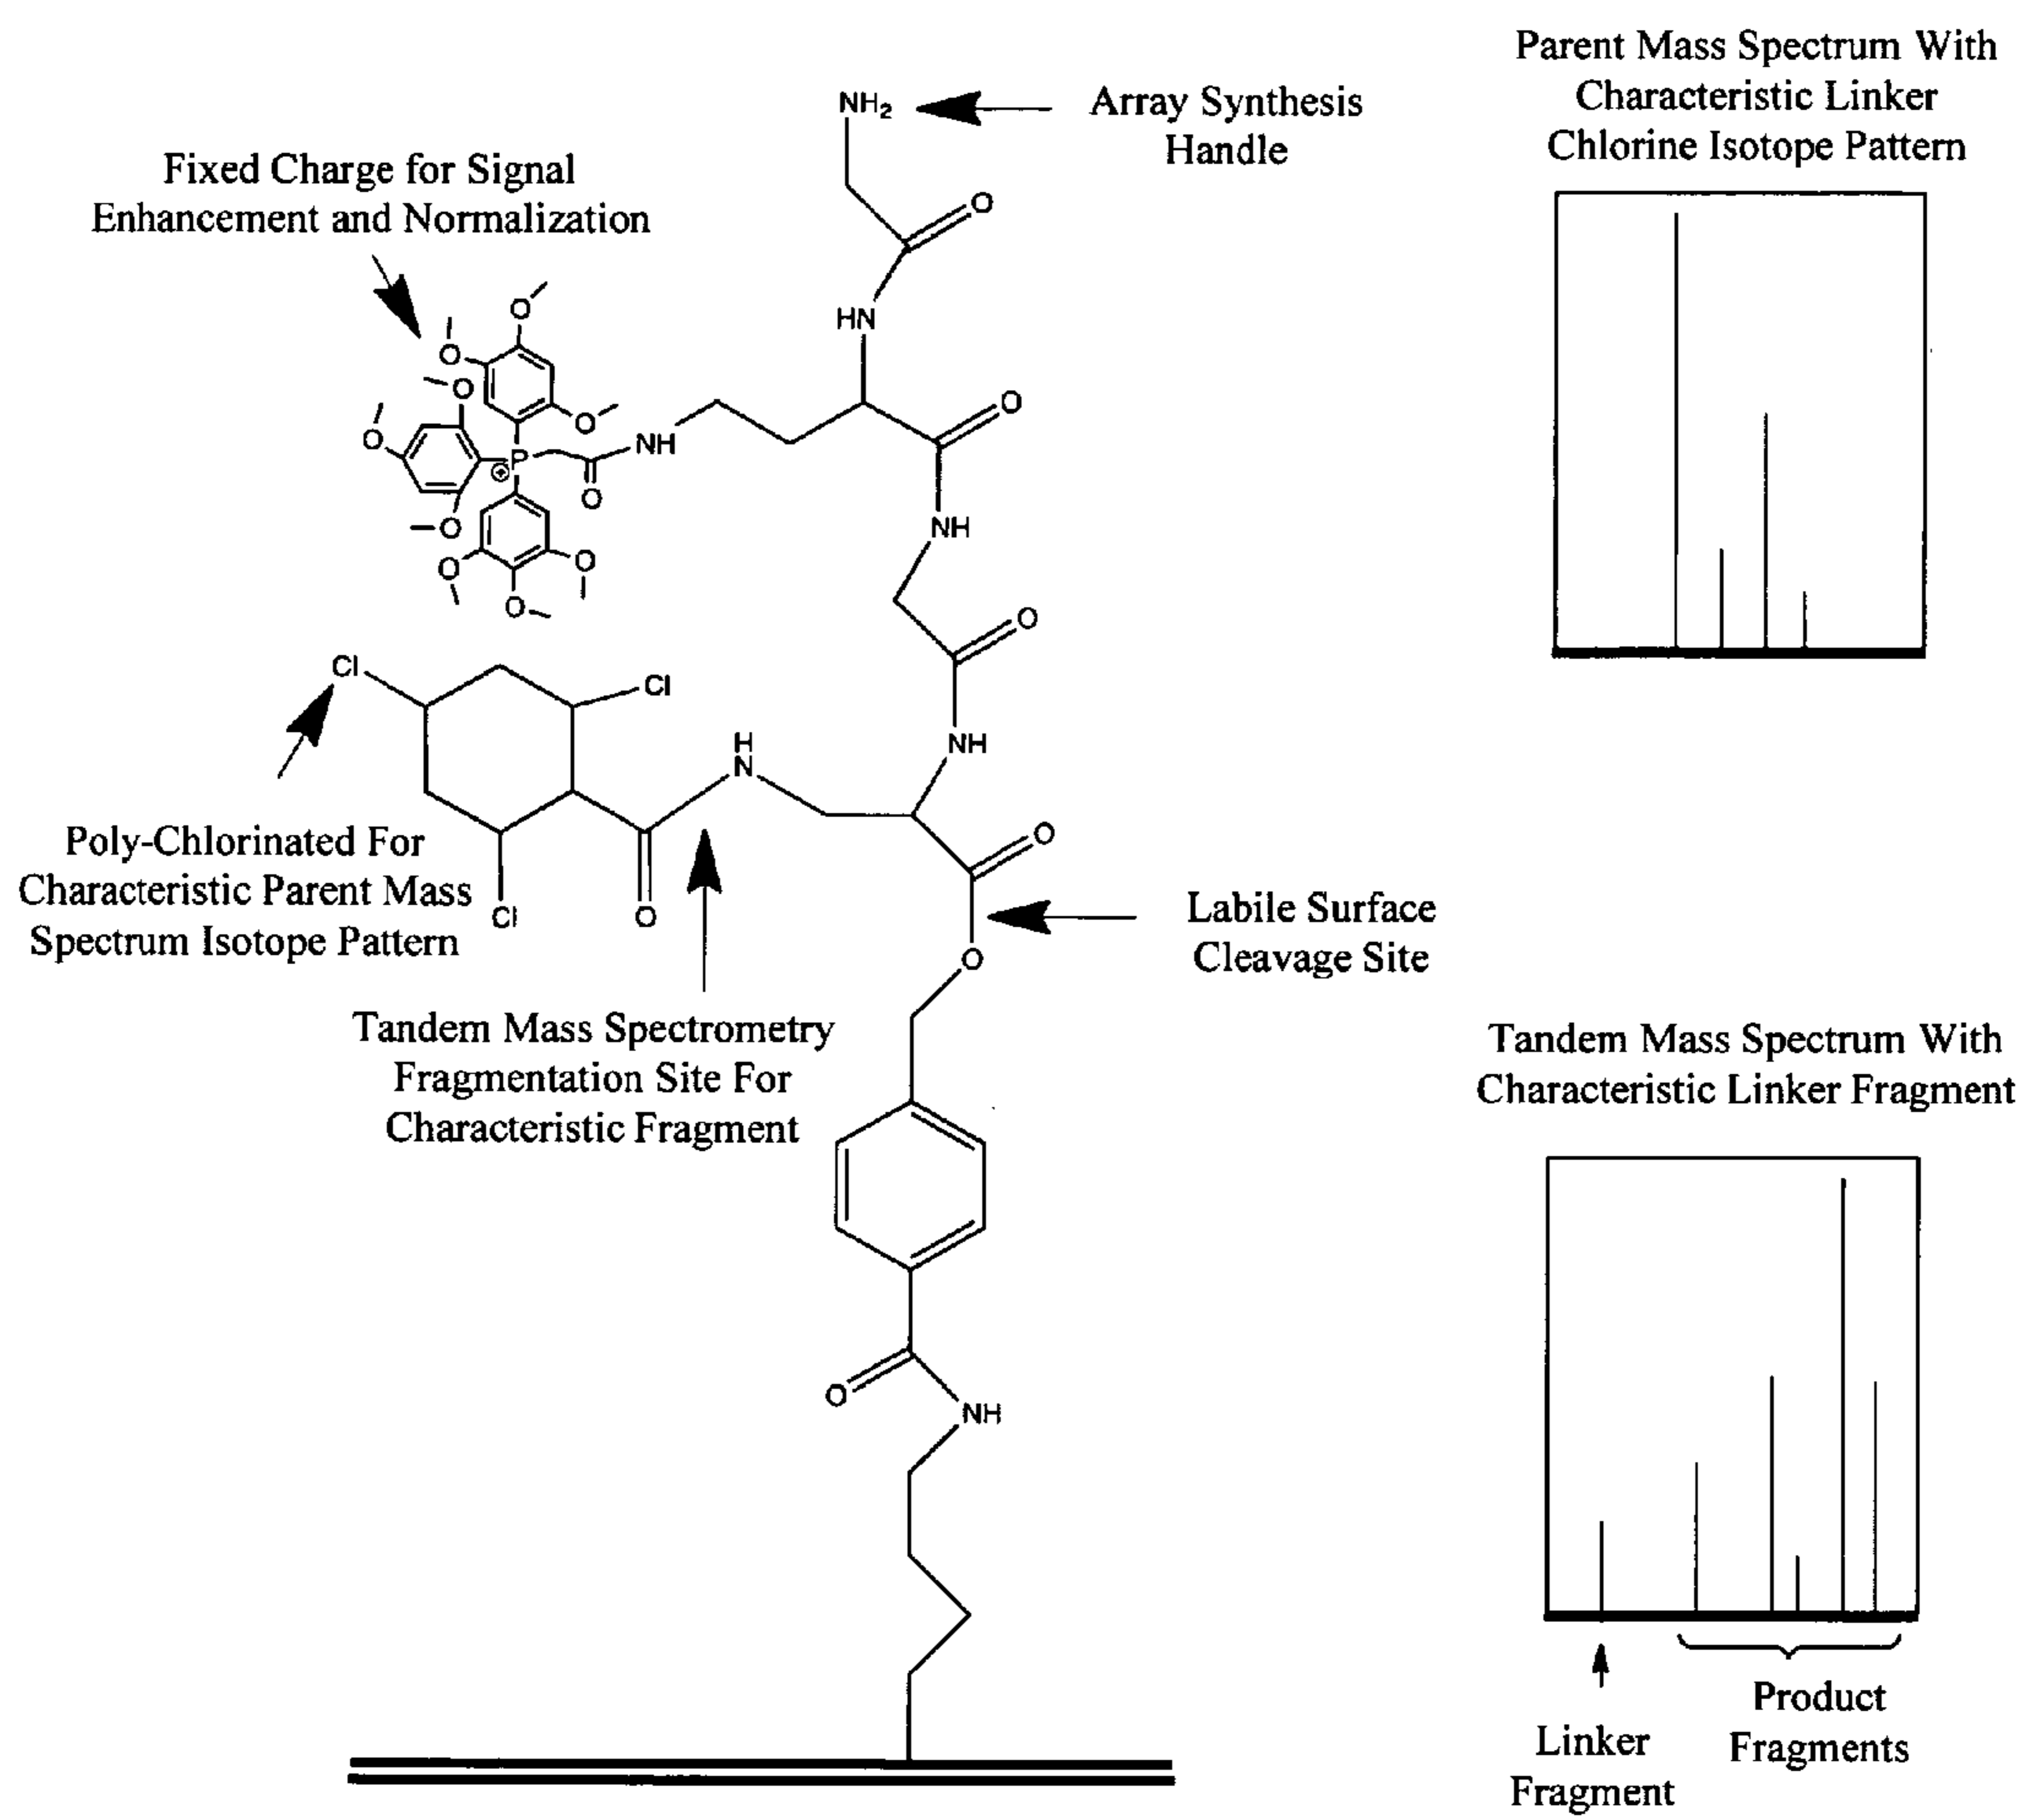 Parent Mass Spectrum With
Characteristic Linker
Chlorine Isotope Pattern
NH2
Array Synthesis
Handle
Fixed Charge for Signal
Enhancement and Normalization
O
HN
O
O
O
O
O
O
NH
P
⊕
O
O
NH
O
O
O
O
O
Cl
Cl
NH
H
N
Poly-Chlorinated For
Characteristic Parent Mass
Spectrum Isotope Pattern
O
Cl
O
Labile Surface
Cleavage Site
O
Tandem Mass Spectrometry
Fragmentation Site For
Characteristic Fragment
Tandem Mass Spectrum With
Characteristic Linker Fragment
O
NH
Linker
Fragment
Product
Fragments